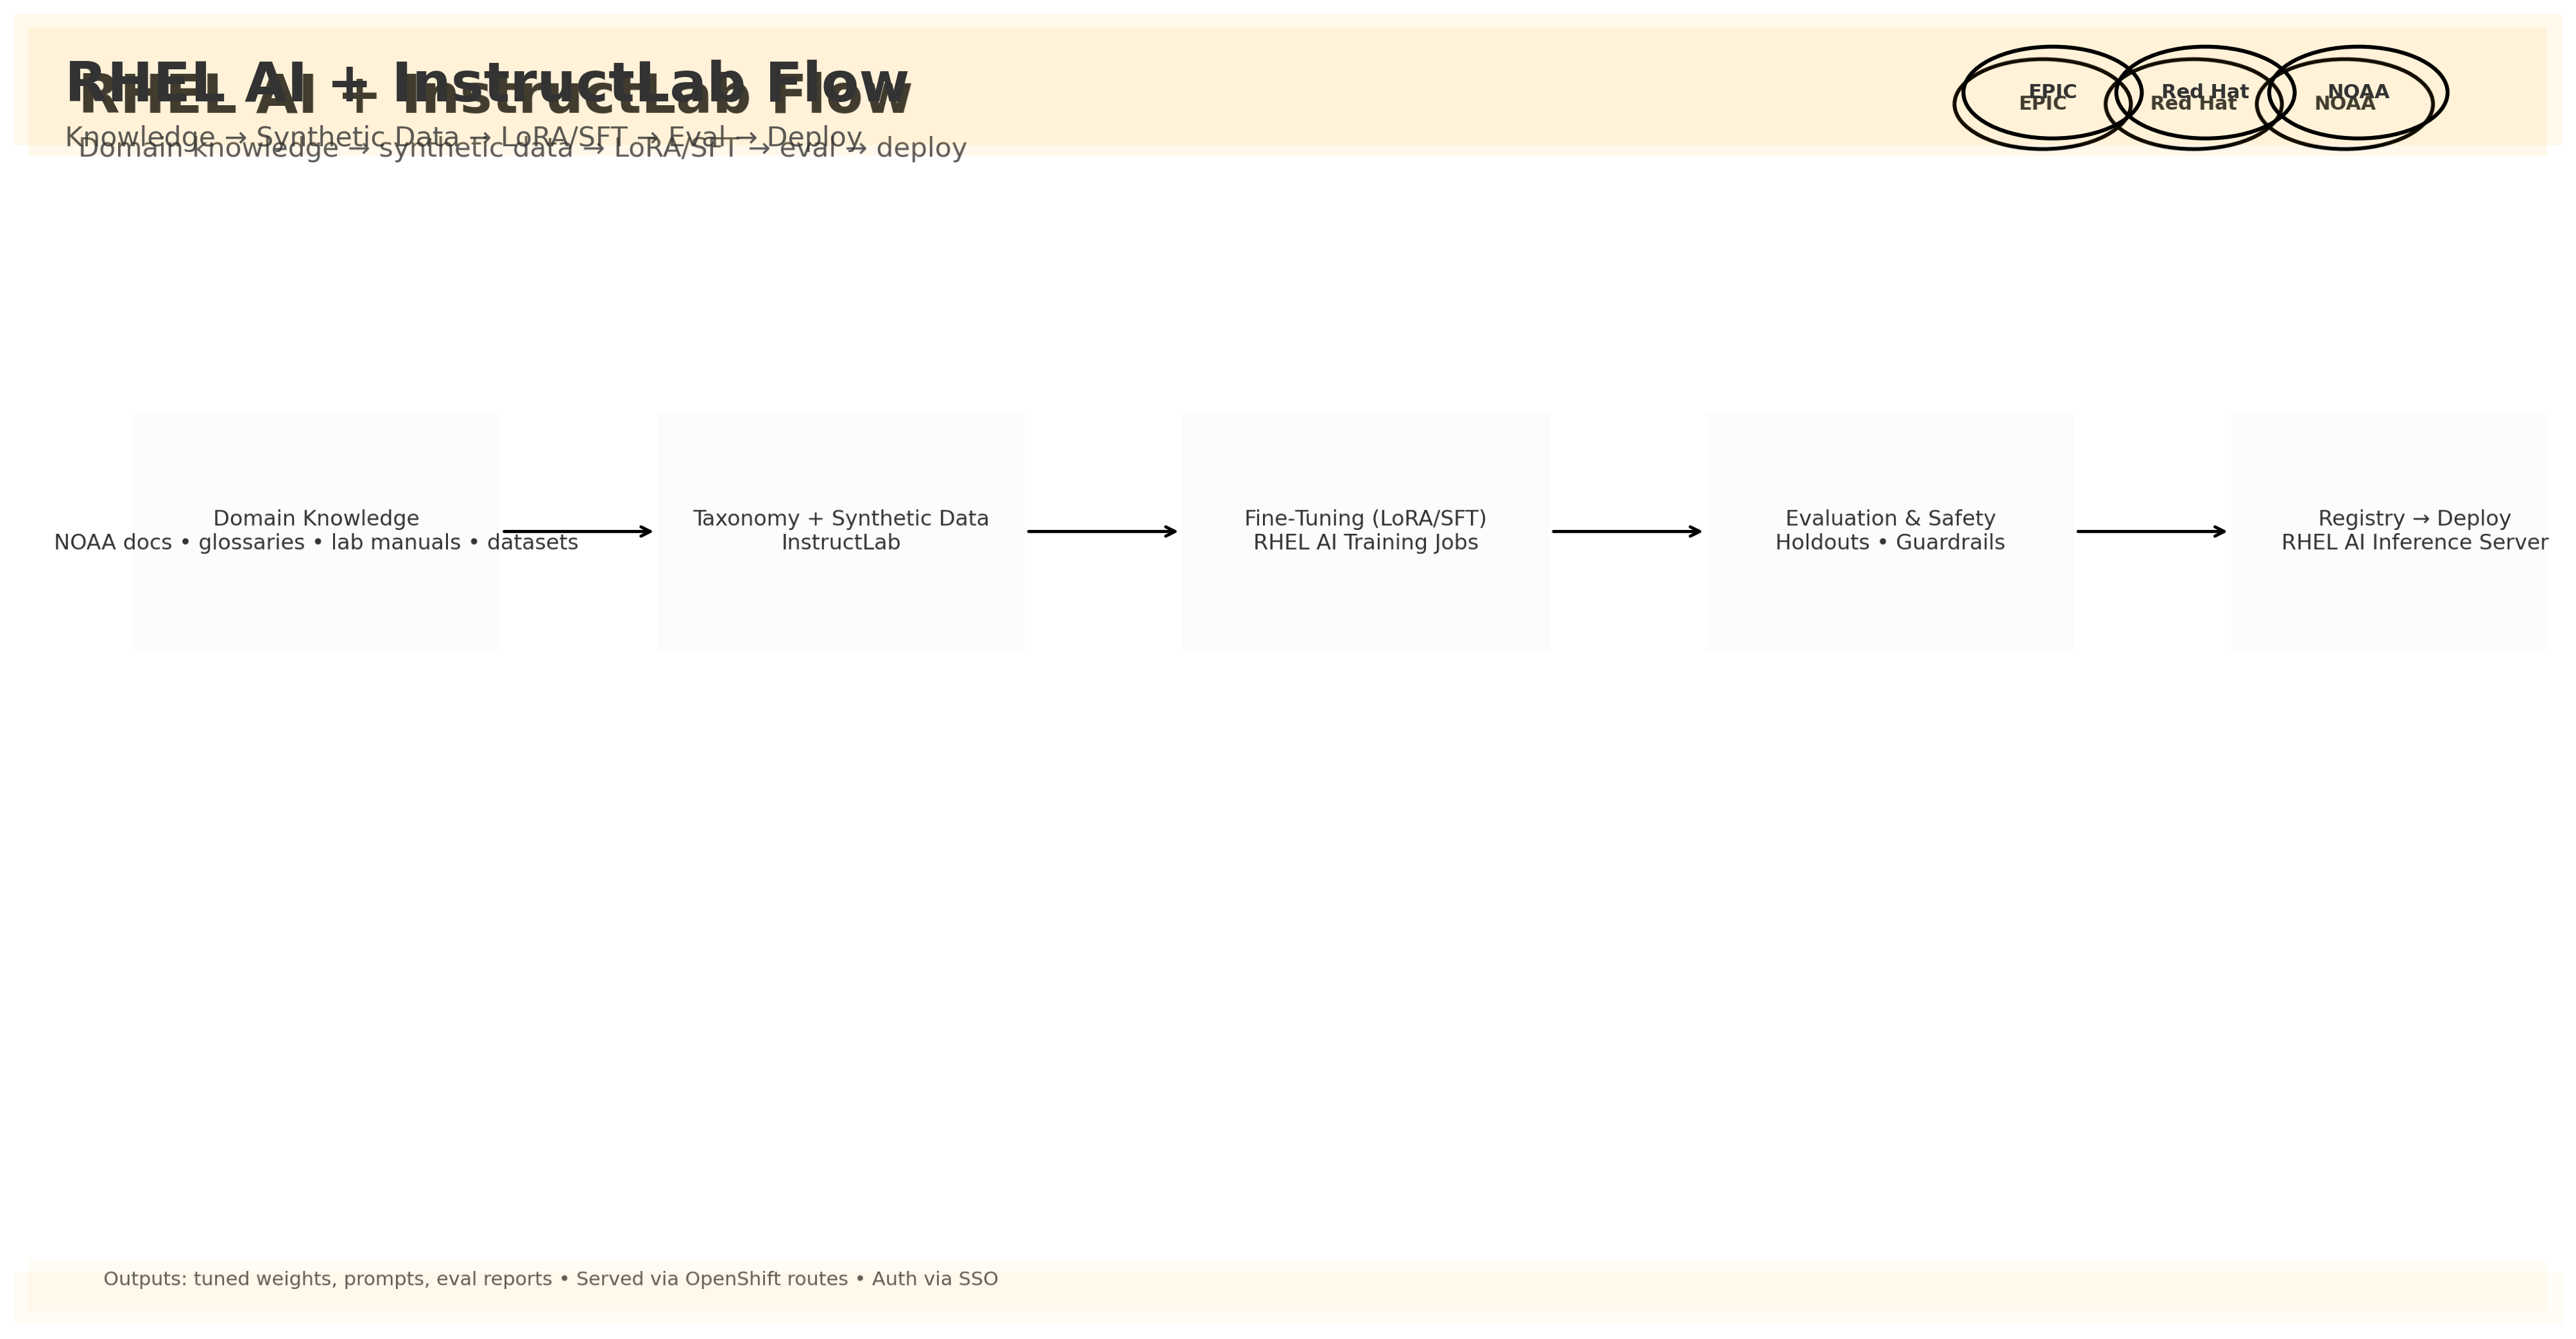 RHEL AI + InstructLab Flow
RHEL AI + InstructLab Flow
Knowledge → Synthetic Data → LoRA/SFT → Eval → Deploy
Domain knowledge → synthetic data → LoRA/SFT → eval → deploy
EPIC
Red Hat
NOAA
EPIC
Red Hat
NOAA
Domain Knowledge
NOAA docs • glossaries • lab manuals • datasets
Taxonomy + Synthetic Data
InstructLab
Fine-Tuning (LoRA/SFT)
RHEL AI Training Jobs
Evaluation & Safety
Holdouts • Guardrails
Registry → Deploy
RHEL AI Inference Server
Outputs: tuned weights, prompts, eval reports • Served via OpenShift routes • Auth via SSO